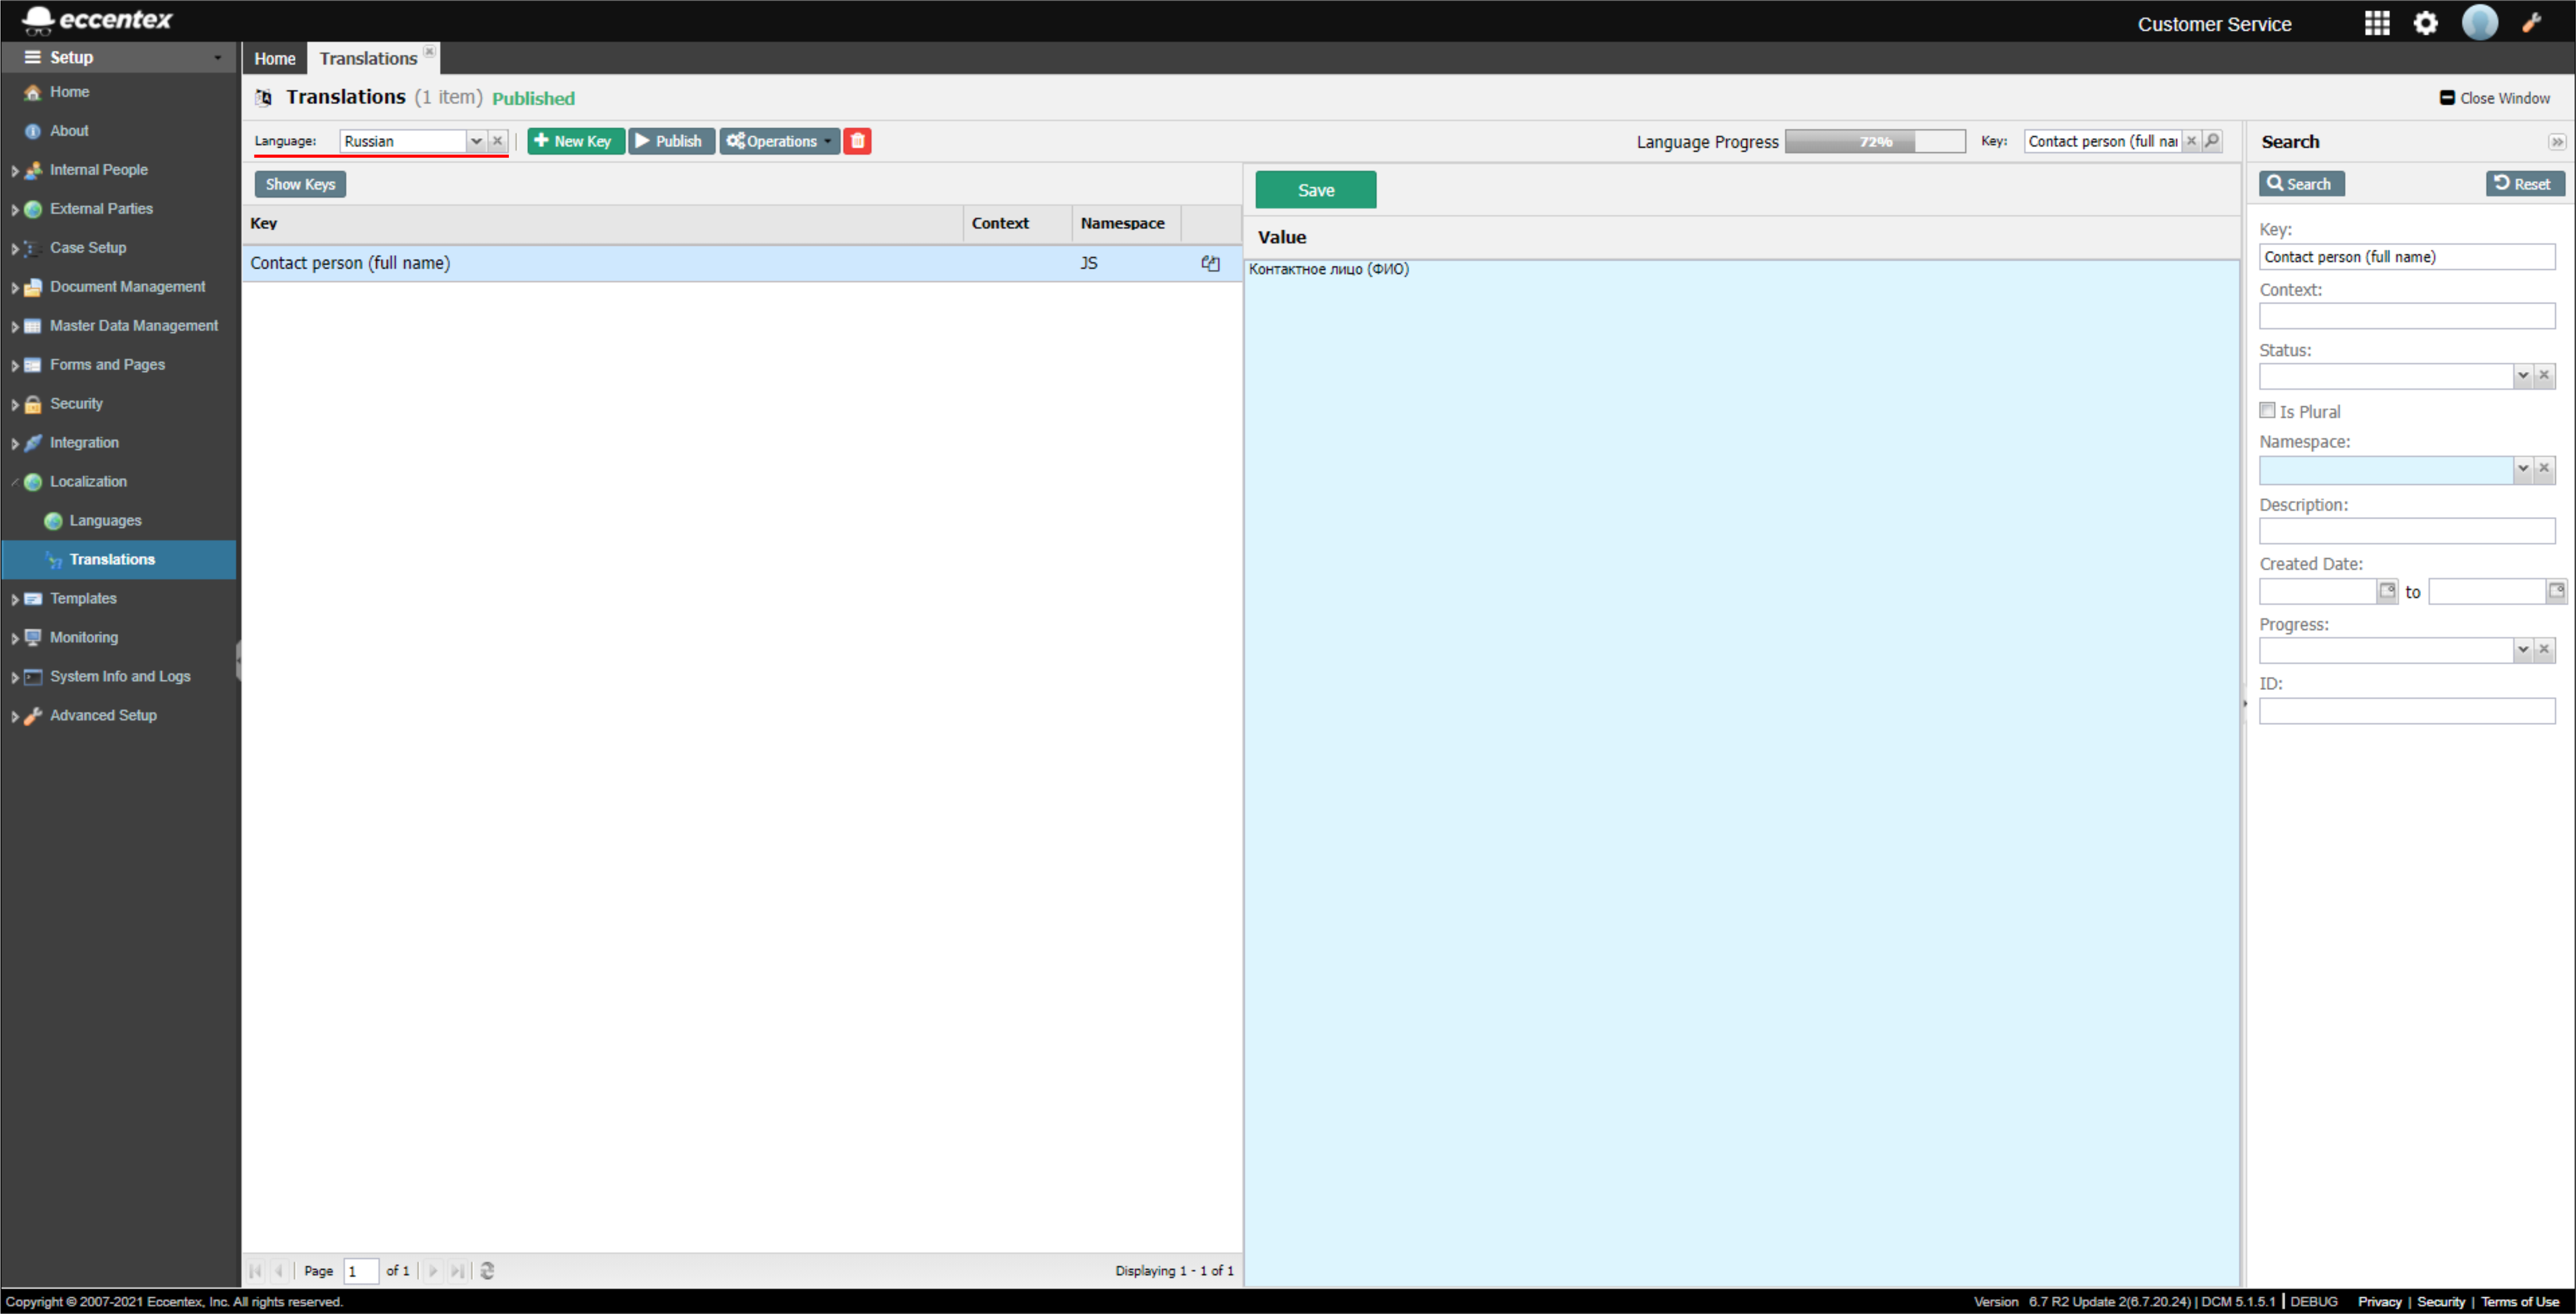 eccentex
Customer Service
Setup
Home
Translations
Home
About
Internal People
External Parties
Case Setup
Document Management
Master Data Management
Forms and Pages
Security
Integration
Localization
Languages
Translations
Templates
Monitoring
System Info and Logs
Advanced Setup
Translations (1 item) Published
Close Window
Language: Russian
New Key
Publish
Operations
Language Progress 72%
Key: Contact person (full nar
Show Keys
Key Context Namespace
Contact person (full name) JS
Page 1 of 1
Displaying 1 - 1 of 1
Save
Value
Контактное лицо (ФИО)
Search
Search
Reset
Key:
Contact person (full name)
Context:
Status:
Is Plural
Namespace:
Description:
Created Date:
to
Progress:
ID:
Copyright © 2007-2021 Eccentex, Inc. All rights reserved.
Version 6.7 R2 Update 2(6.7.20.24) | DCM 5.1.5.1 | DEBUG Privacy | Security | Terms of Use